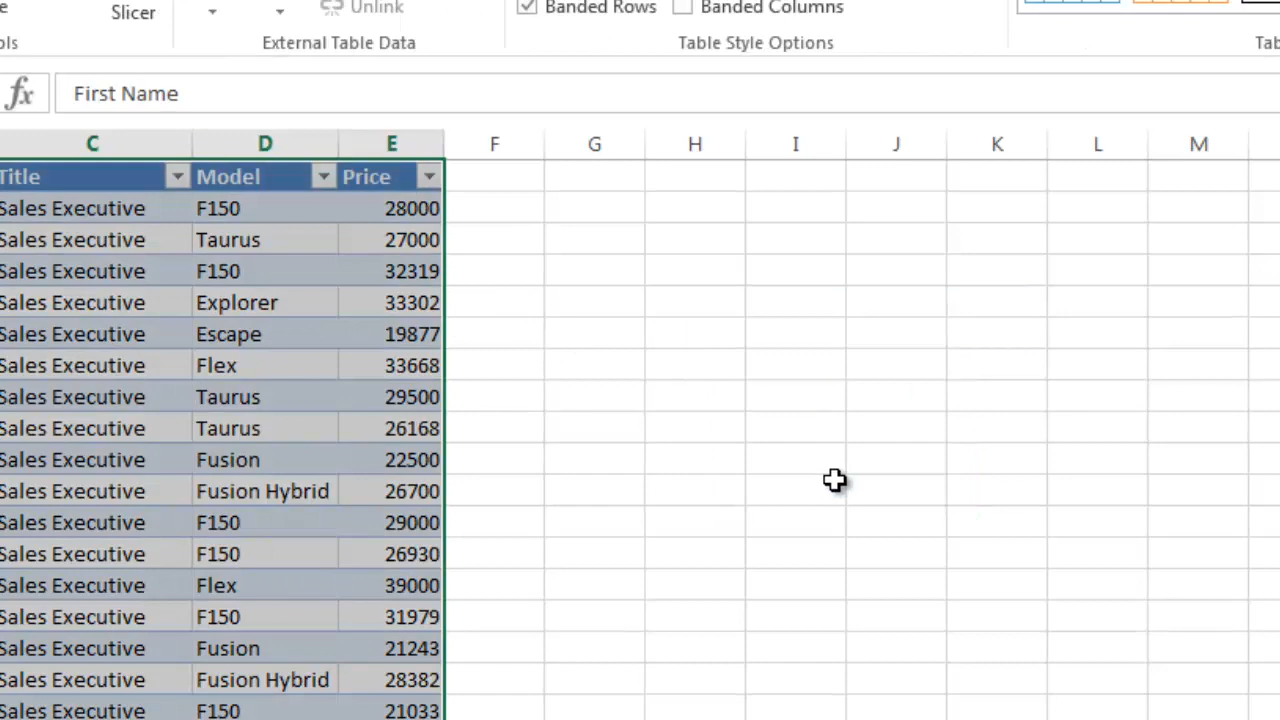 Slicer
Unlink
Banded Rows
Banded Columns
External Table Data
Table Style Options
fx
First Name
C D E F G H I J K L M
Title Model Price
Sales Executive F150 28000
Sales Executive Taurus 27000
Sales Executive F150 32319
Sales Executive Explorer 33302
Sales Executive Escape 19877
Sales Executive Flex 33668
Sales Executive Taurus 29500
Sales Executive Taurus 26168
Sales Executive Fusion 22500
Sales Executive Fusion Hybrid 26700
Sales Executive F150 29000
Sales Executive F150 26930
Sales Executive Flex 39000
Sales Executive F150 31979
Sales Executive Fusion 21243
Sales Executive Fusion Hybrid 28382
Sales Executive F150 21033